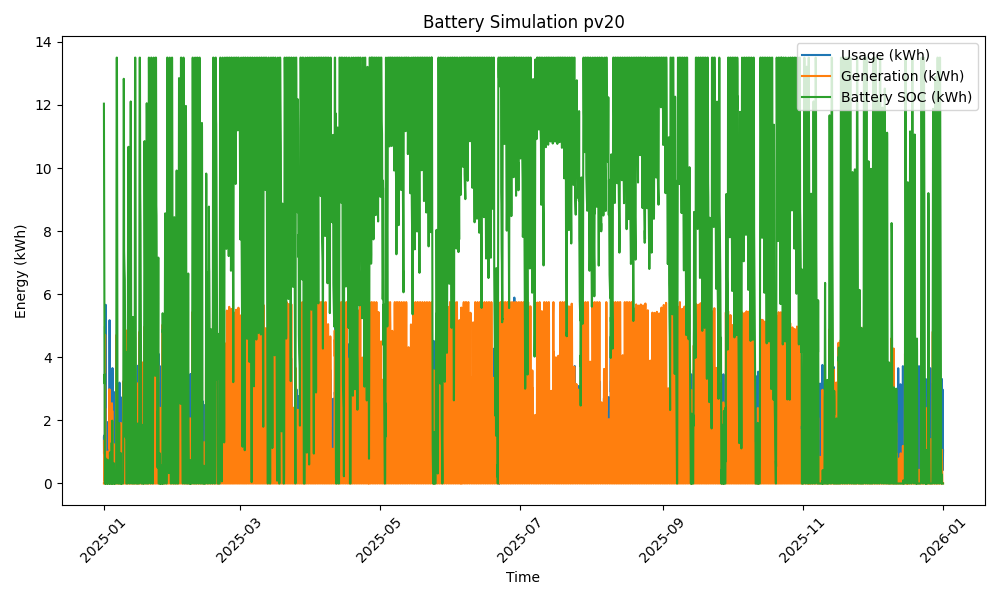 Battery Simulation pv20
Usage (kWh)
Generation (kWh)
Battery SOC (kWh)
Energy (kWh)
14
12
10
8
6
4
2
0
2025-01
2025-03
2025-05
2025-07
2025-09
2025-11
2026-01
Time